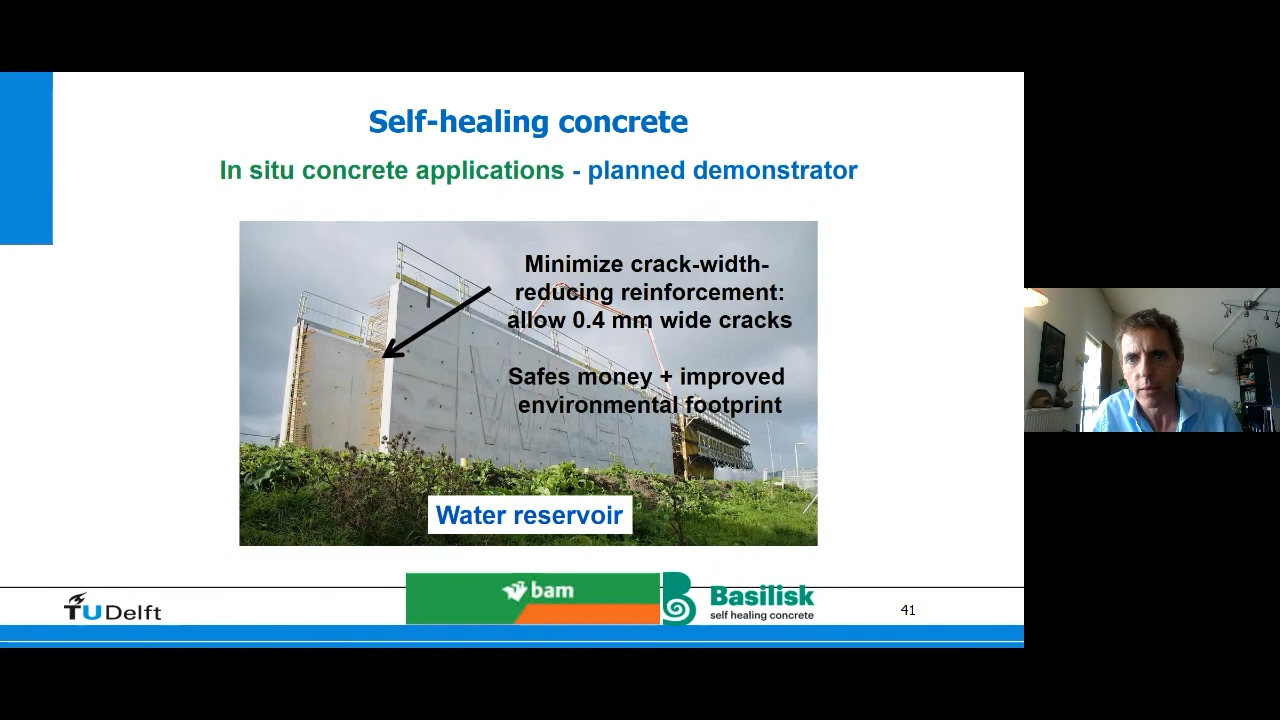 Self-healing concrete
In situ concrete applications - planned demonstrator
Minimize crack-width-
reducing reinforcement:
allow 0.4 mm wide cracks
Safes money + improved
environmental footprint
WATER
Water reservoir
TU Delft
bam
Basilisk
self healing concrete
41